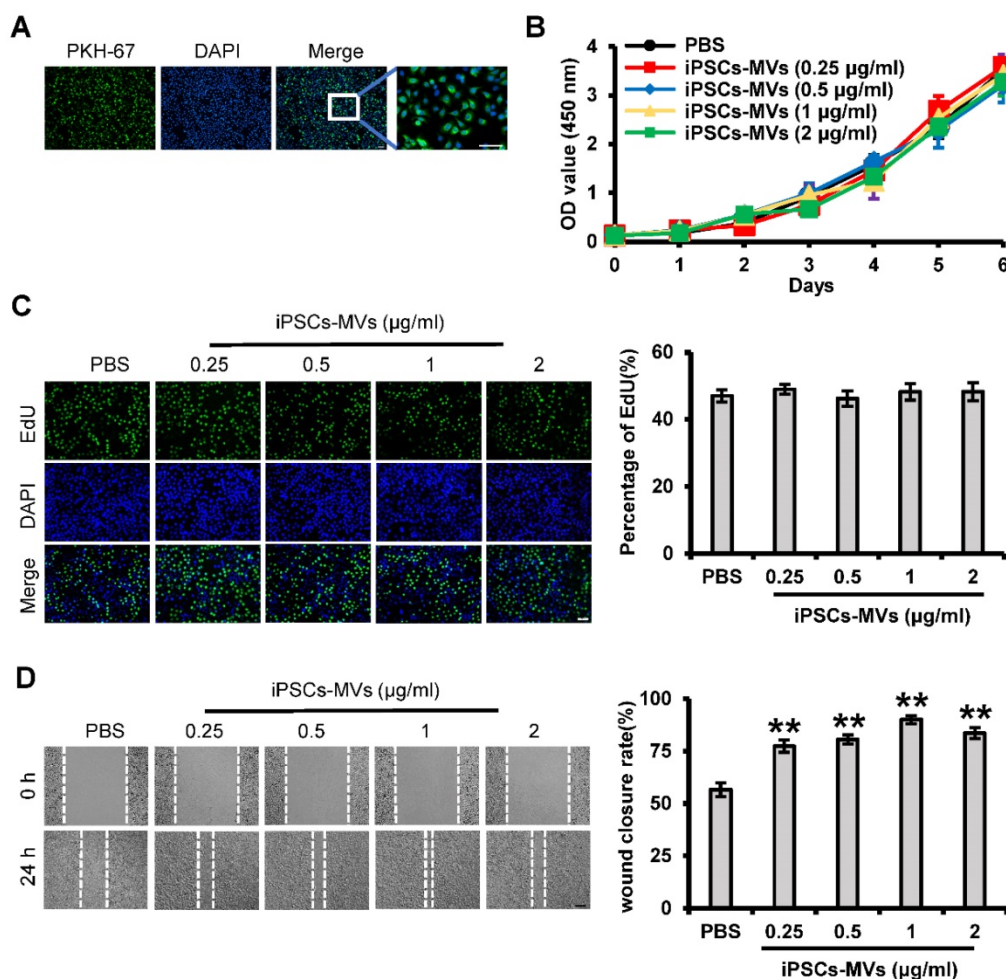 A
PKH-67 DAPI Merge
B
OD value (450 nm)
4
3
2
1
0
PBS
iPSCs-MVs (0.25 µg/ml)
iPSCs-MVs (0.5 µg/ml)
iPSCs-MVs (1 µg/ml)
iPSCs-MVs (2 µg/ml)
0 1 2 3 4 5 6
Days
C
iPSCs-MVs (µg/ml)
PBS 0.25 0.5 1 2
EdU
DAPI
Merge
Percentage of EdU(%)
60
40
20
0
PBS 0.25 0.5 1 2
iPSCs-MVs (µg/ml)
D
iPSCs-MVs (µg/ml)
PBS 0.25 0.5 1 2
0 h
24 h
wound closure rate(%)
100
75
50
25
0
** ** ** **
PBS 0.25 0.5 1 2
iPSCs-MVs (µg/ml)